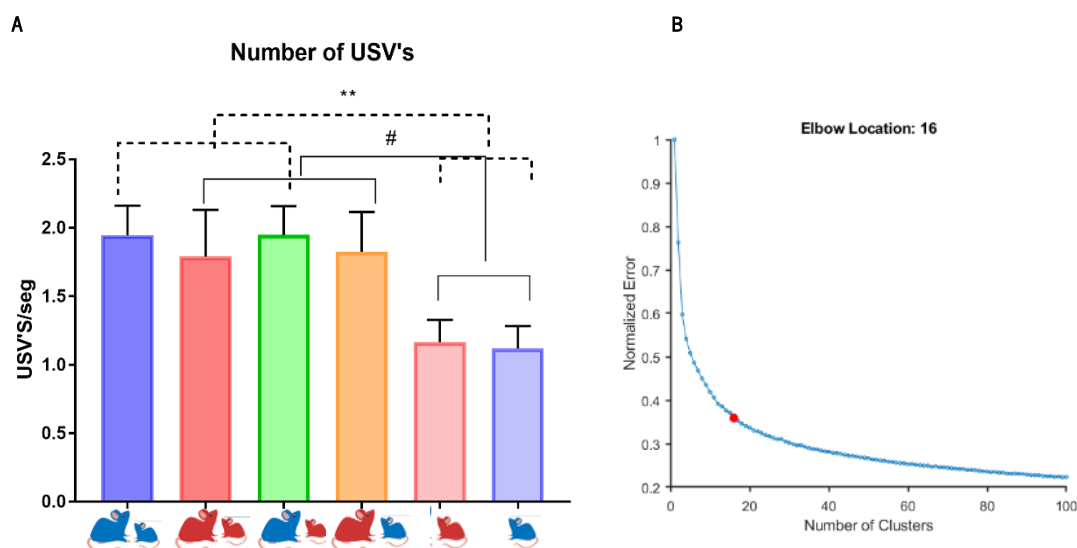 A
Number of USV's
**
#
USV'S/seg
2.5
2.0
1.5
1.0
0.5
0.0
B
Elbow Location: 16
Normalized Error
1
0.9
0.8
0.7
0.6
0.5
0.4
0.3
0.2
0 20 40 60 80 100
Number of Clusters